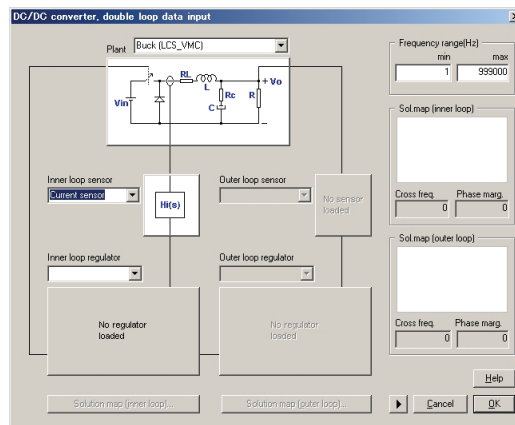 DC/DC converter, double loop data input
Plant
Buck (LCS_VMC)
RL
L
+ Vo
Vin
Rc
R
C
-
Inner loop sensor
Current sensor
Hi(s)
Outer loop sensor
No sensor
loaded
Inner loop regulator
Outer loop regulator
No regulator
loaded
No regulator
loaded
Solution map (inner loop)...
Solution map (outer loop)...
Frequency range(Hz)
min
max
1
999000
Sol.map (inner loop)
Cross freq.
Phase marg.
0
0
Sol.map (outer loop)
Cross freq.
Phase marg.
0
0
Help
Cancel
OK